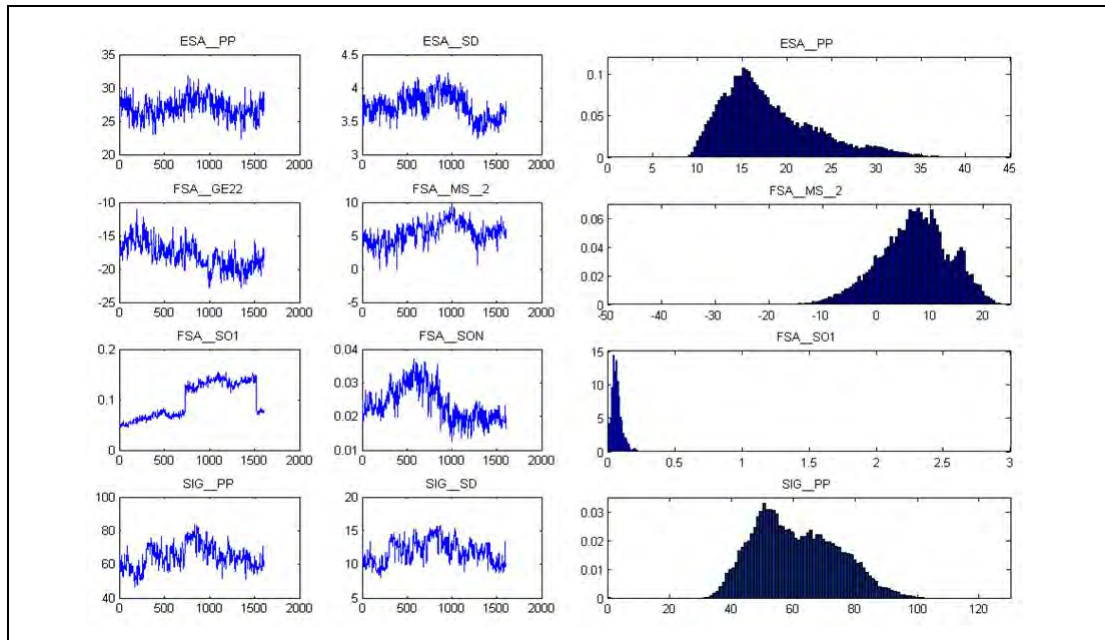 ESA__PP ESA__SD ESA__PP
35 4.5 0.1
30 4 0.05
25 3.5
20 3 0
0 500 1000 1500 2000 0 500 1000 1500 2000 0 5 10 15 20 25 30 35 40 45
FSA__GE22 FSA__MS__2 FSA__MS__2
-10 10 0.06
-15 5 0.04
-20 0 0.02
-25 -5 0
0 500 1000 1500 2000 0 500 1000 1500 2000 -50 -40 -30 -20 -10 0 10 20
FSA__SO1 FSA__SON FSA__SO1
0.2 0.04 15
0.1 0.03 10
0.02 5
0 0.01 0
0 500 1000 1500 2000 0 500 1000 1500 2000 0 0.5 1 1.5 2 2.5 3
SIG__PP SIG__SD SIG__PP
100 20 0.03
80 15 0.02
60 10 0.01
40 5 0
0 500 1000 1500 2000 0 500 1000 1500 2000 0 20 40 60 80 100 120